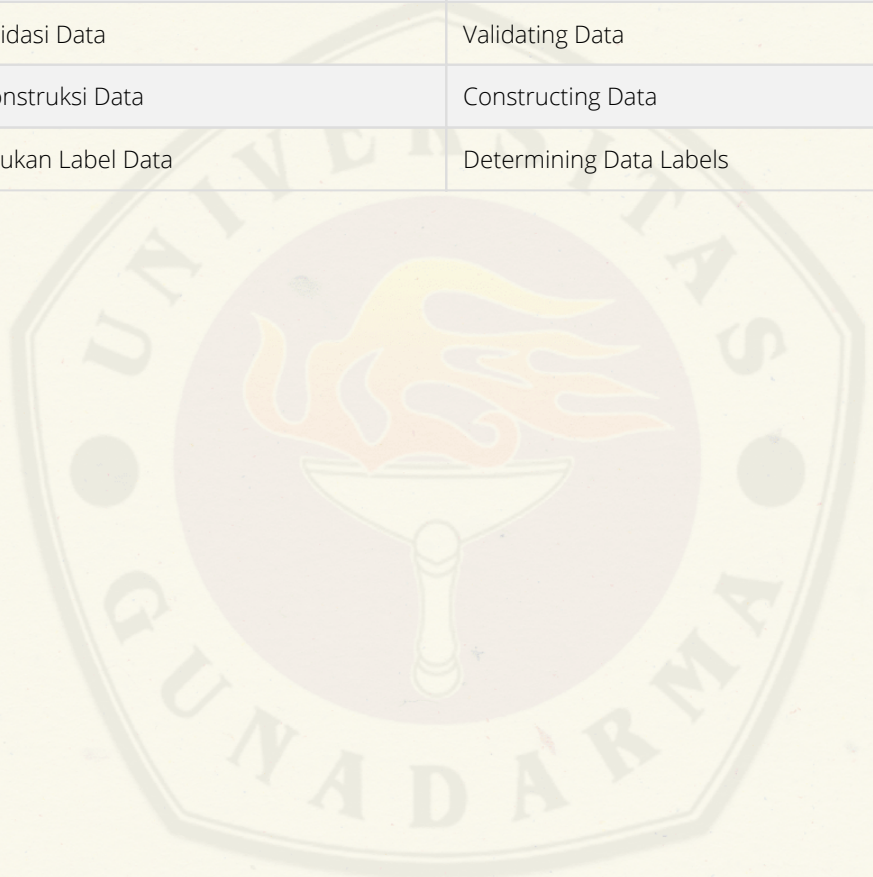 idasi Data Validating Data
onstruksi Data Constructing Data
ukan Label Data Determining Data Labels
UNIVERSITAS
GUNADARMA